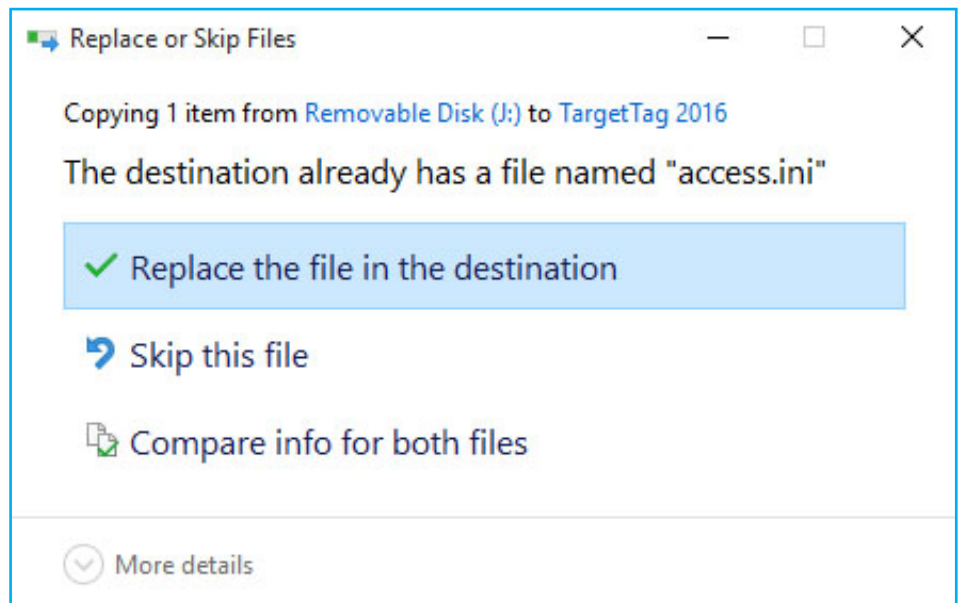 Replace or Skip Files
Copying 1 item from Removable Disk (J:) to TargetTag 2016
The destination already has a file named "access.ini"
Replace the file in the destination
Skip this file
Compare info for both files
More details